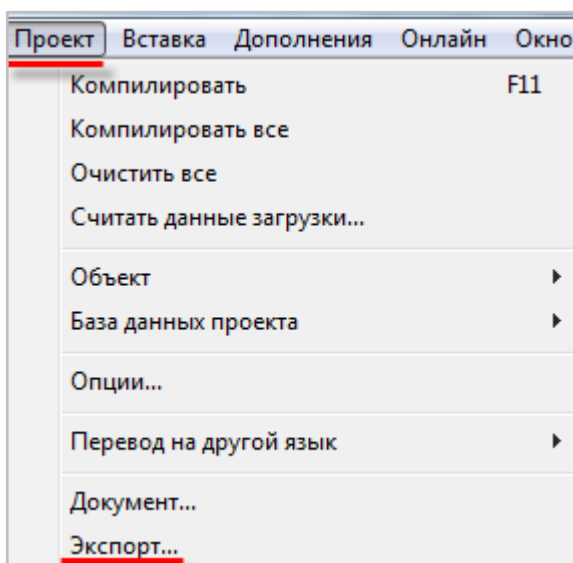 Проект Вставка Дополнения Онлайн Окно
Компилировать F11
Компилировать все
Очистить все
Считать данные загрузки...
Объект
База данных проекта
Опции...
Перевод на другой язык
Документ...
Экспорт...